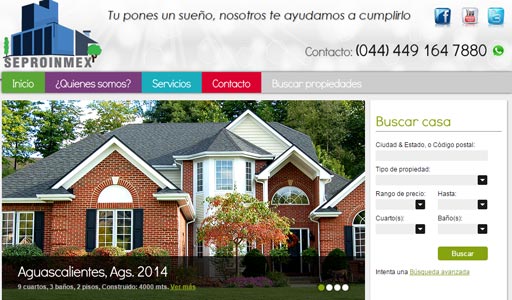 Tu pones un sueño, nosotros te ayudamos a cumplirlo
SEPROINMEX
Contacto: (044) 449 164 7880
Inicio
¿Quienes somos?
Servicios
Contacto
Buscar propiedades
Buscar casa
Ciudad & Estado, o Código postal:
Tipo de propiedad:
Rango de precio:
Hasta:
Cuarto(s):
Baño(s):
Buscar
Intenta una Búsqueda avanzada
Aguascalientes, Ags. 2014
9 cuartos, 3 baños, 2 pisos, Construido: 4000 mts. Ver más